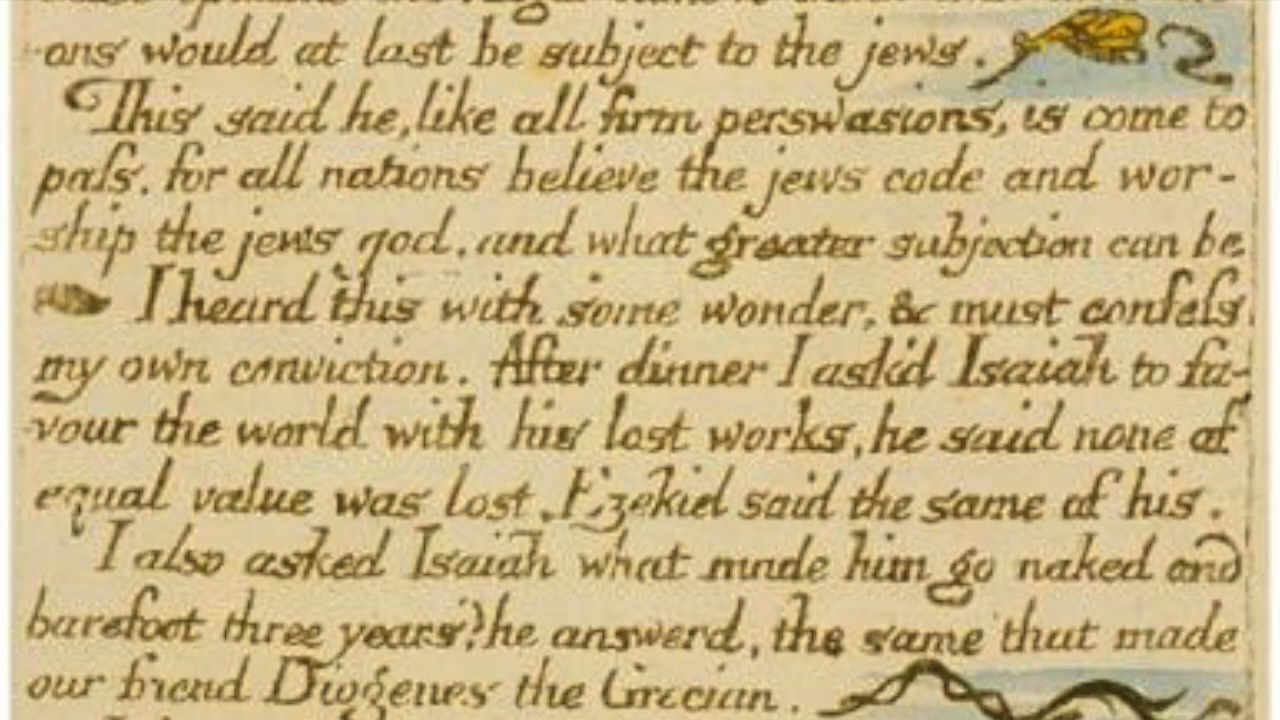 ons would at last be subject to the jews.
This said he, like all firm perswasions, is come to
paſs. for all nations believe the jews code and wor-
ship the jews god, and what greater subjection can be
I heard this with some wonder, & must confeſs
my own conviction. After dinner I ask'd Isaiah to fa-
vour the world with his lost works, he said none of
equal value was lost. Ezekiel said the same of his.
I also asked Isaiah what made him go naked and
barefoot three years? he answerd, the same that made
our friend Diogenes the Grecian.